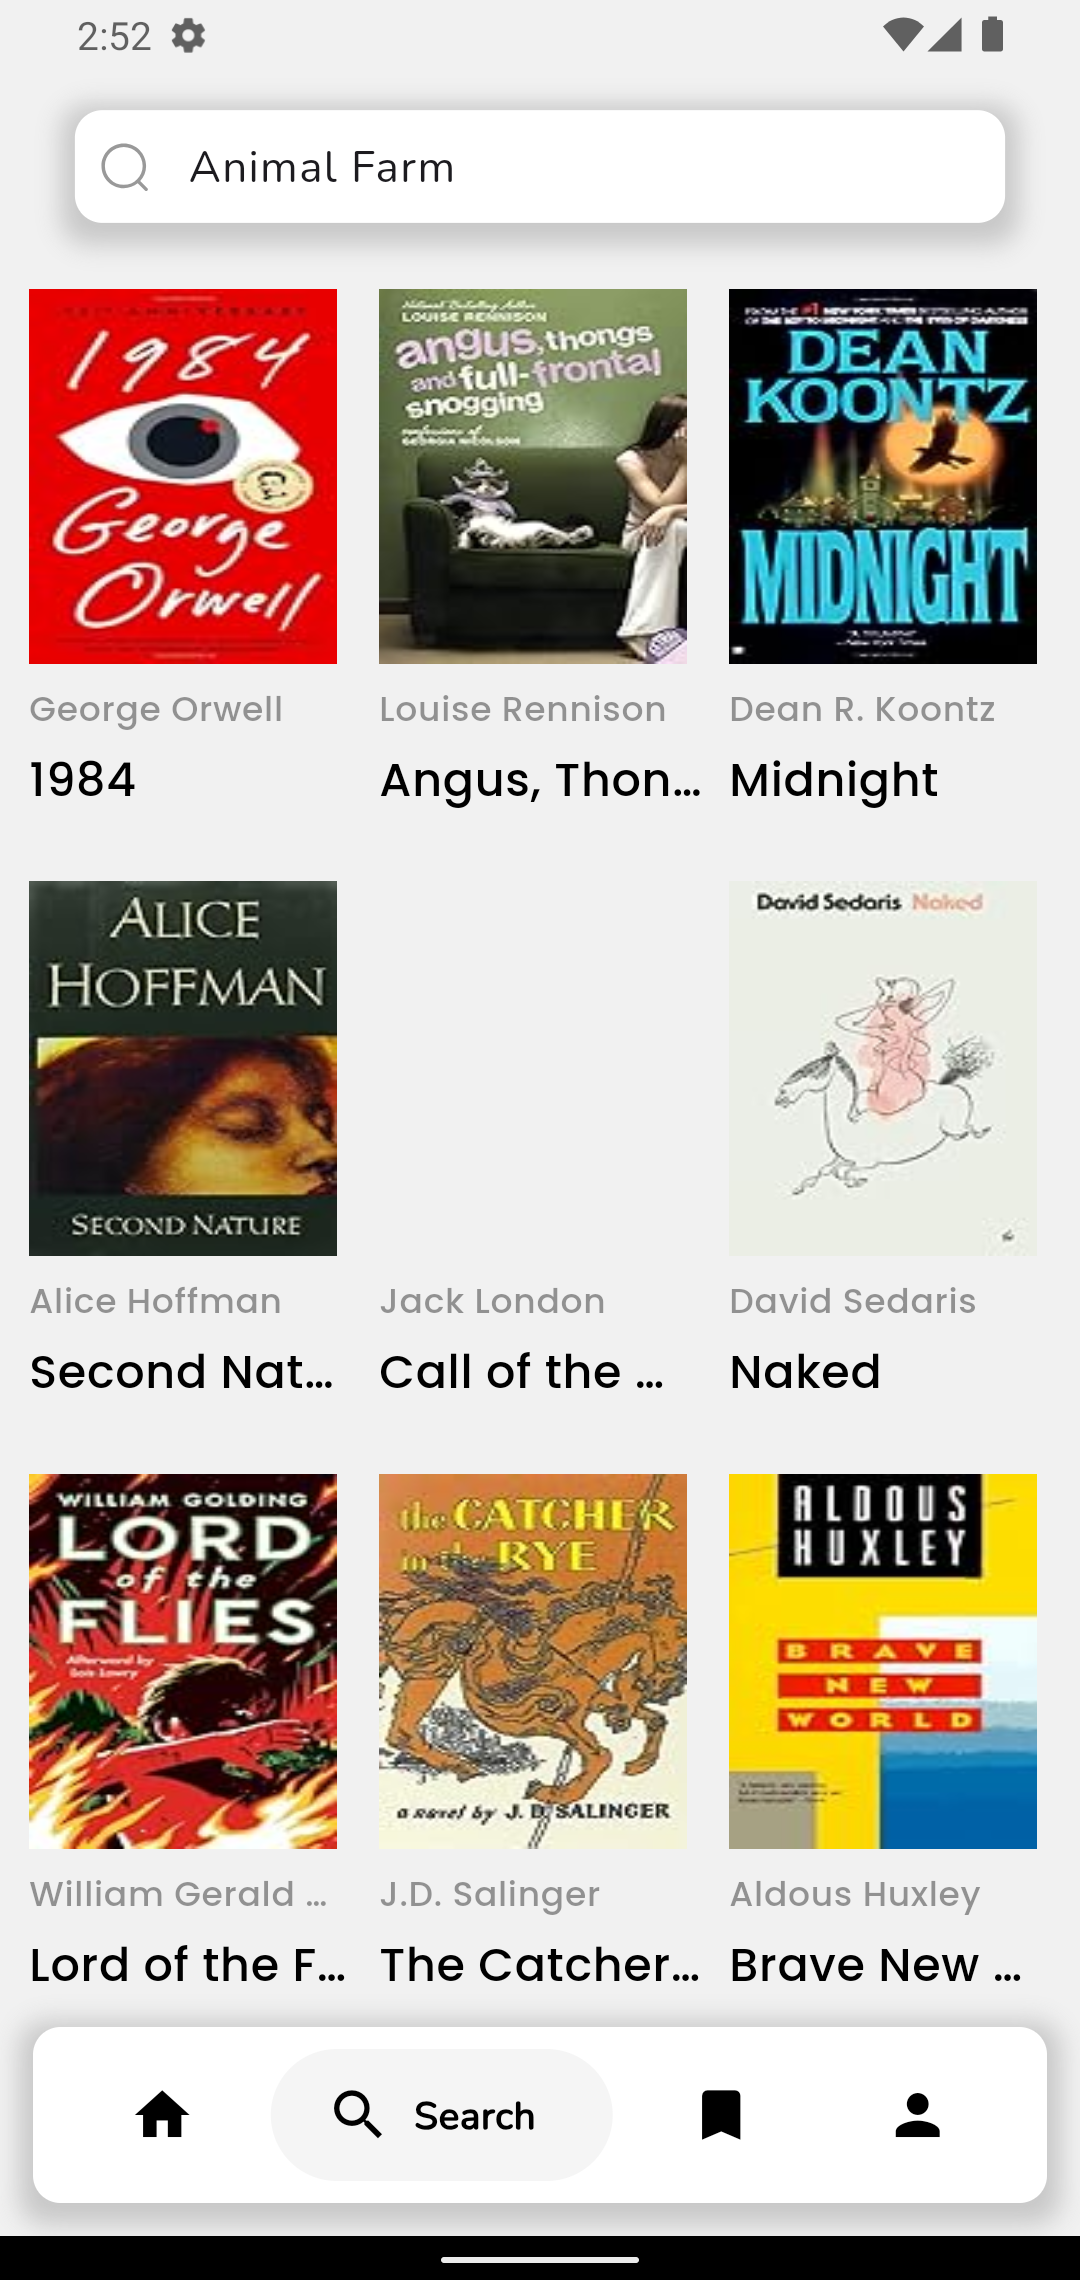 2:52
Animal Farm
1984
George
Orwell
National Bestselling Author
LOUISE RENNISON
angus, thongs
and full-frontal
snogging
confessions of
GEORGIA NICOLSON
DEAN
KOONTZ
MIDNIGHT
George Orwell
1984
Louise Rennison
Angus, Thon...
Dean R. Koontz
Midnight
ALICE
HOFFMAN
SECOND NATURE
David Sedaris Naked
Alice Hoffman
Second Nat...
Jack London
Call of the ...
David Sedaris
Naked
WILLIAM GOLDING
LORD
of the
FLIES
Afterword by
Lois Lowry
the CATCHER
in the RYE
a novel by J. D. SALINGER
ALDOUS
HUXLEY
BRAVE
NEW
WORLD
William Gerald ...
Lord of the F...
J.D. Salinger
The Catcher...
Aldous Huxley
Brave New ...
Search